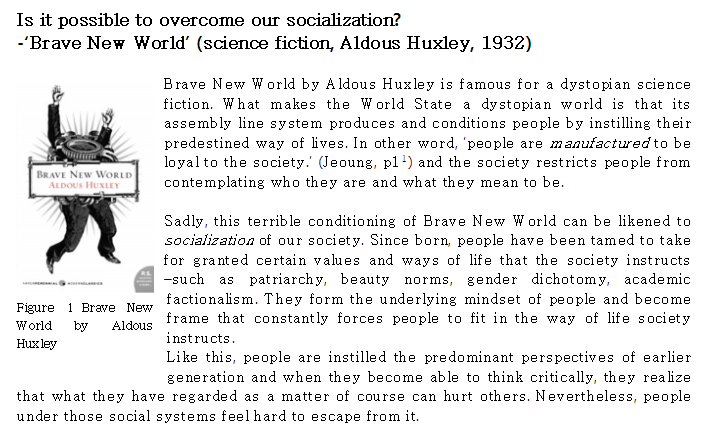 Is it possible to overcome our socialization?
-‘Brave New World’ (science fiction, Aldous Huxley, 1932)
Brave New World by Aldous Huxley is famous for a dystopian science
fiction. What makes the World State a dystopian world is that its
assembly line system produces and conditions people by instilling their
predestined way of lives. In other word, ‘people are manufactured to be
loyal to the society.’ (Jeoung, p1¹) and the society restricts people from
contemplating who they are and what they mean to be.
BRAVE NEW WORLD
ALDOUS HUXLEY
P.S.
Figure 1 Brave New
World by Aldous
Huxley
Sadly, this terrible conditioning of Brave New World can be likened to
socialization of our society. Since born, people have been tamed to take
for granted certain values and ways of life that the society instructs
–such as patriarchy, beauty norms, gender dichotomy, academic
factionalism. They form the underlying mindset of people and become
frame that constantly forces people to fit in the way of life society
instructs.
Like this, people are instilled the predominant perspectives of earlier
generation and when they become able to think critically, they realize
that what they have regarded as a matter of course can hurt others. Nevertheless, people
under those social systems feel hard to escape from it.